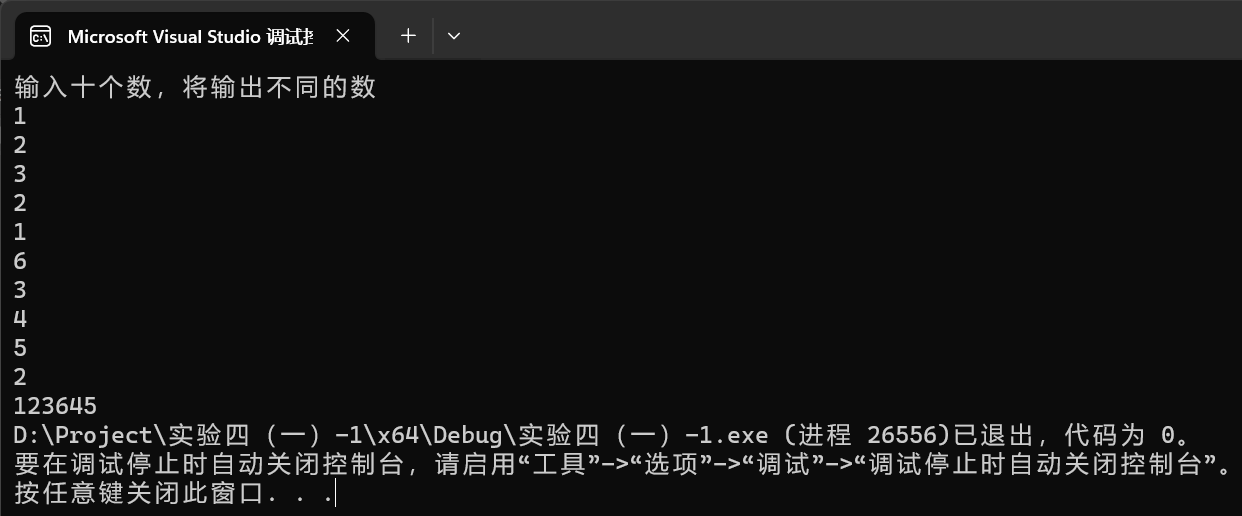 Microsoft Visual Studio 调试控
输入十个数，将输出不同的数
1
2
3
2
1
6
3
4
5
2
123645
D:\Project\实验四（一）-1\x64\Debug\实验四（一）-1.exe (进程 26556)已退出，代码为 0。
要在调试停止时自动关闭控制台，请启用“工具”->“选项”->“调试”->“调试停止时自动关闭控制台”。
按任意键关闭此窗口. . .